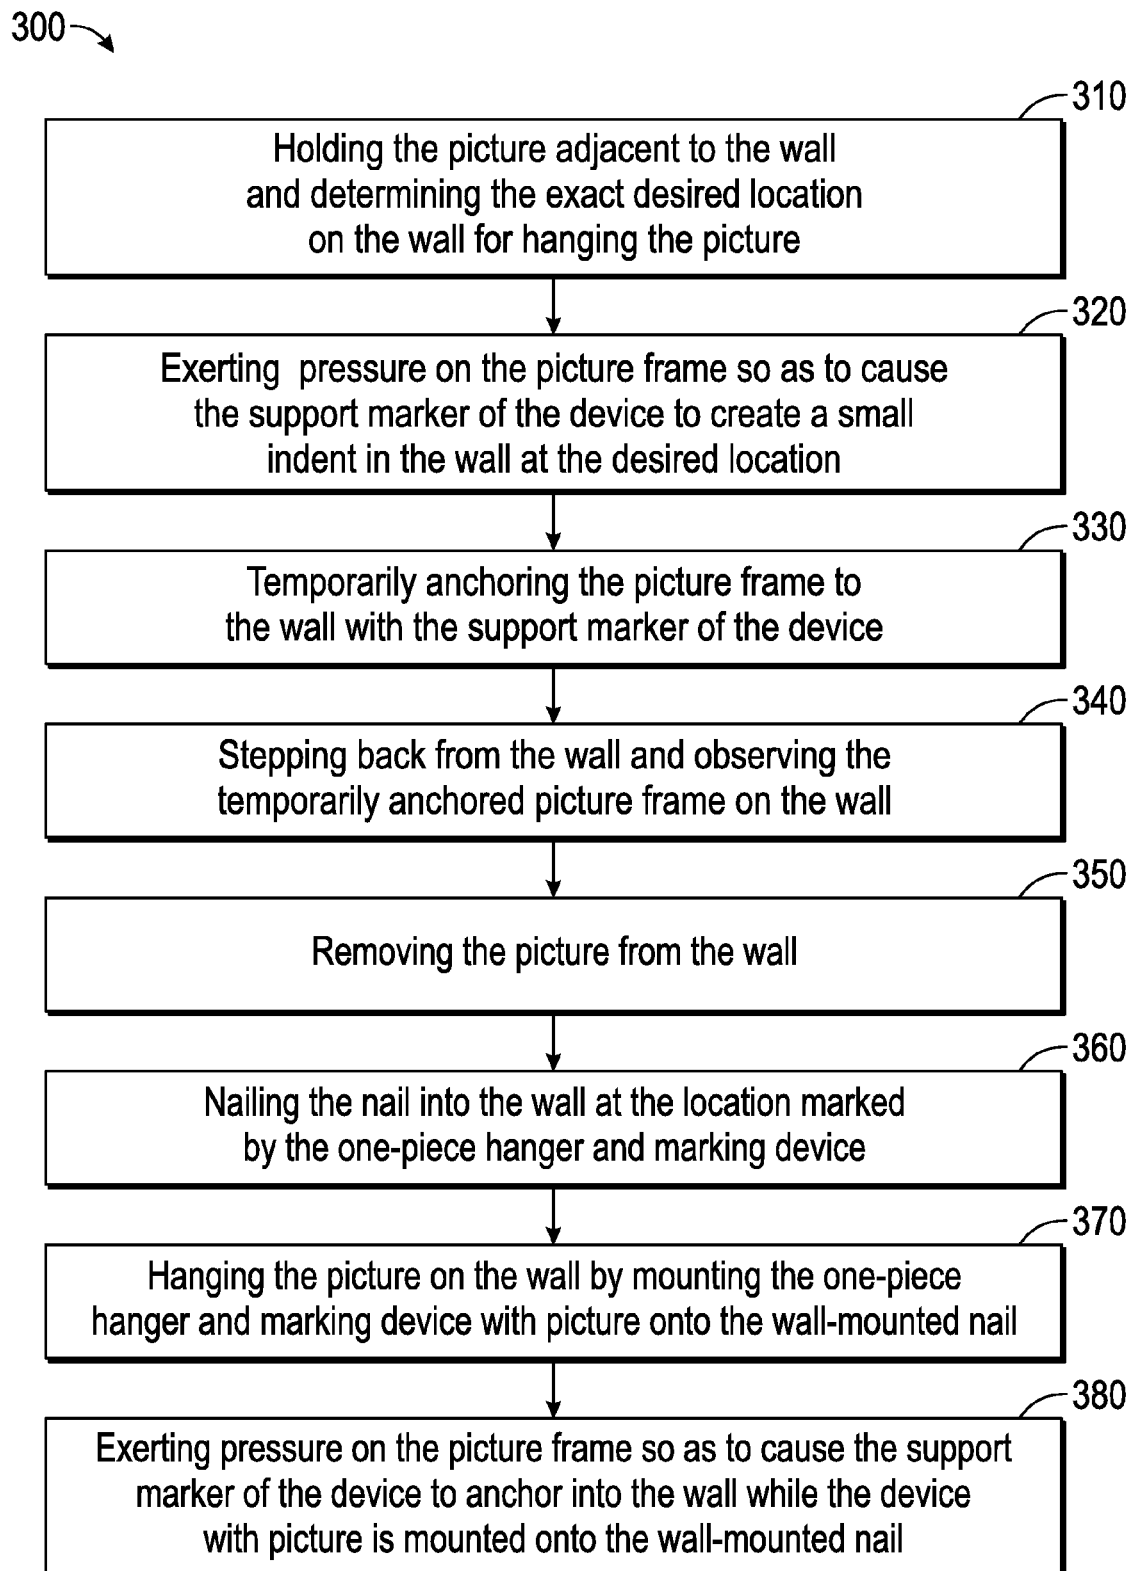 300
310
Holding the picture adjacent to the wall
and determining the exact desired location
on the wall for hanging the picture
320
Exerting pressure on the picture frame so as to cause
the support marker of the device to create a small
indent in the wall at the desired location
330
Temporarily anchoring the picture frame to
the wall with the support marker of the device
340
Stepping back from the wall and observing the
temporarily anchored picture frame on the wall
350
Removing the picture from the wall
360
Nailing the nail into the wall at the location marked
by the one-piece hanger and marking device
370
Hanging the picture on the wall by mounting the one-piece
hanger and marking device with picture onto the wall-mounted nail
380
Exerting pressure on the picture frame so as to cause the support
marker of the device to anchor into the wall while the device
with picture is mounted onto the wall-mounted nail